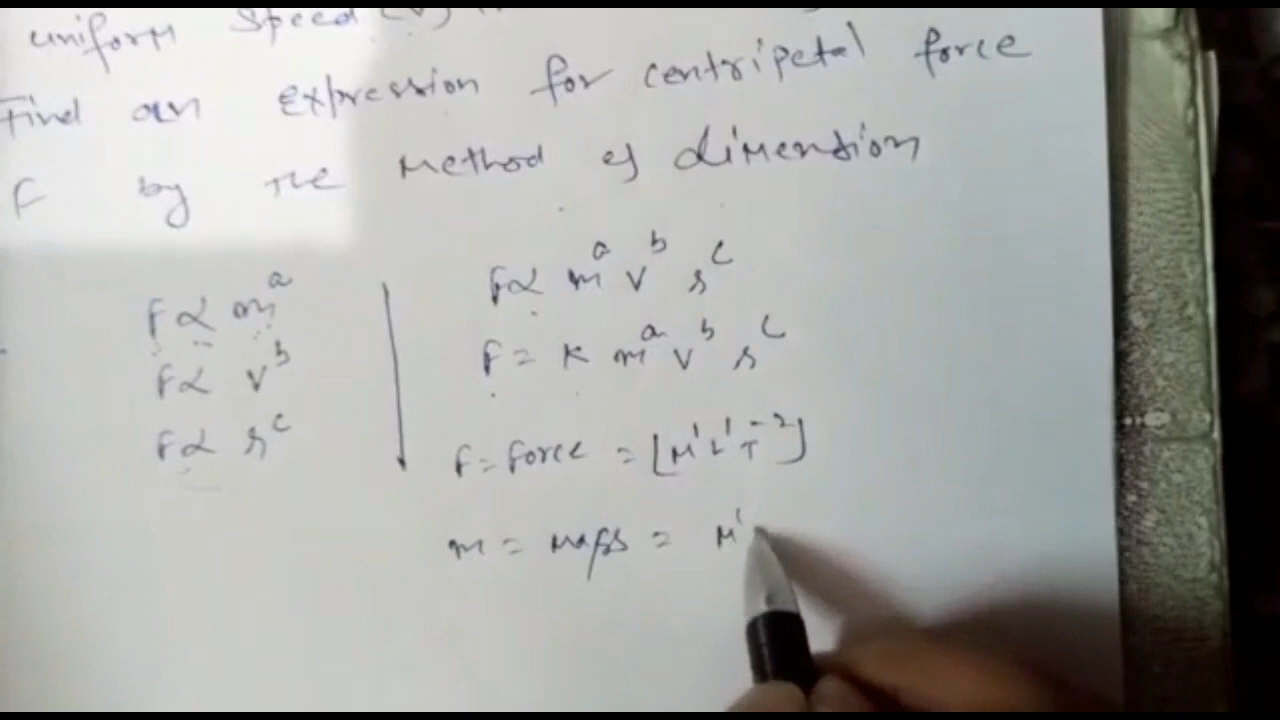 uniform speed (v)
Find an expression for centripetal force
F by the method of dimension
F ∝ m^a
F ∝ v^b
F ∝ r^c
F ∝ m^a v^b r^c
F = K m^a v^b r^c
F = Force = [M^1 L^1 T^-2]
m = mass = M^1